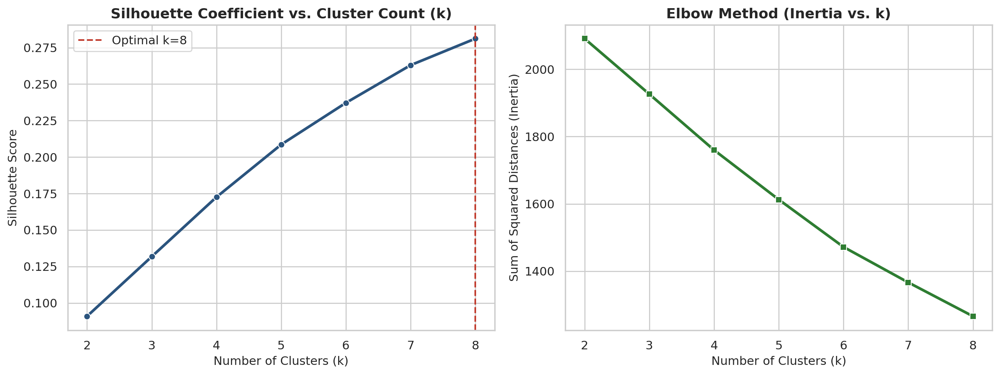 Silhouette Coefficient vs. Cluster Count (k)
Optimal k=8
Silhouette Score
0.275
0.250
0.225
0.200
0.175
0.150
0.125
0.100
2 3 4 5 6 7 8
Number of Clusters (k)
Elbow Method (Inertia vs. k)
Sum of Squared Distances (Inertia)
2000
1800
1600
1400
2 3 4 5 6 7 8
Number of Clusters (k)